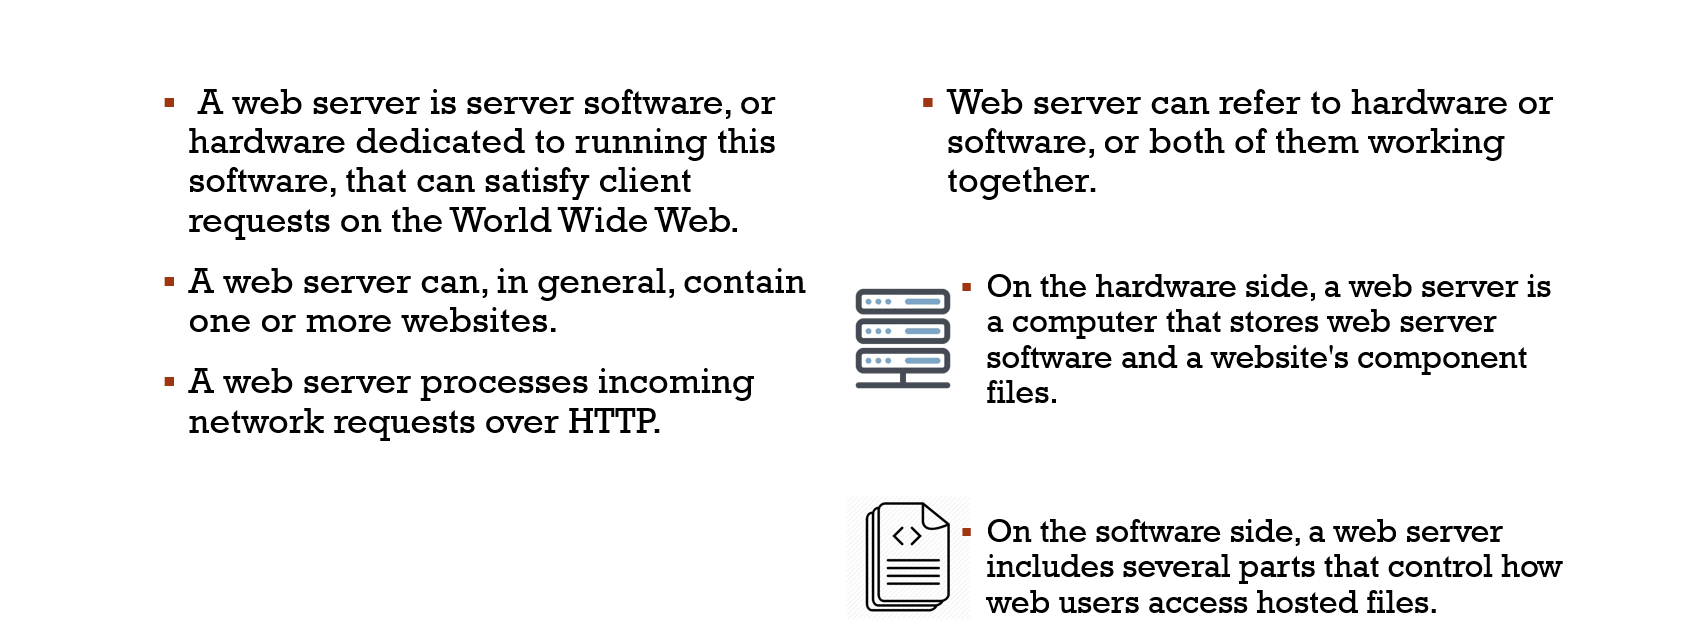 A web server is server software, or
hardware dedicated to running this
software, that can satisfy client
requests on the World Wide Web.
A web server can, in general, contain
one or more websites.
A web server processes incoming
network requests over HTTP.
Web server can refer to hardware or
software, or both of them working
together.
On the hardware side, a web server is
a computer that stores web server
software and a website's component
files.
On the software side, a web server
includes several parts that control how
web users access hosted files.